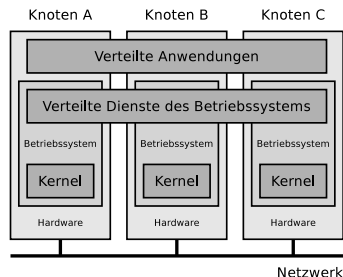 Knoten A Knoten B Knoten C
Verteilte Anwendungen
Verteilte Dienste des Betriebssystems
Betriebssystem Betriebssystem Betriebssystem
Kernel Kernel Kernel
Hardware Hardware Hardware
Netzwerk